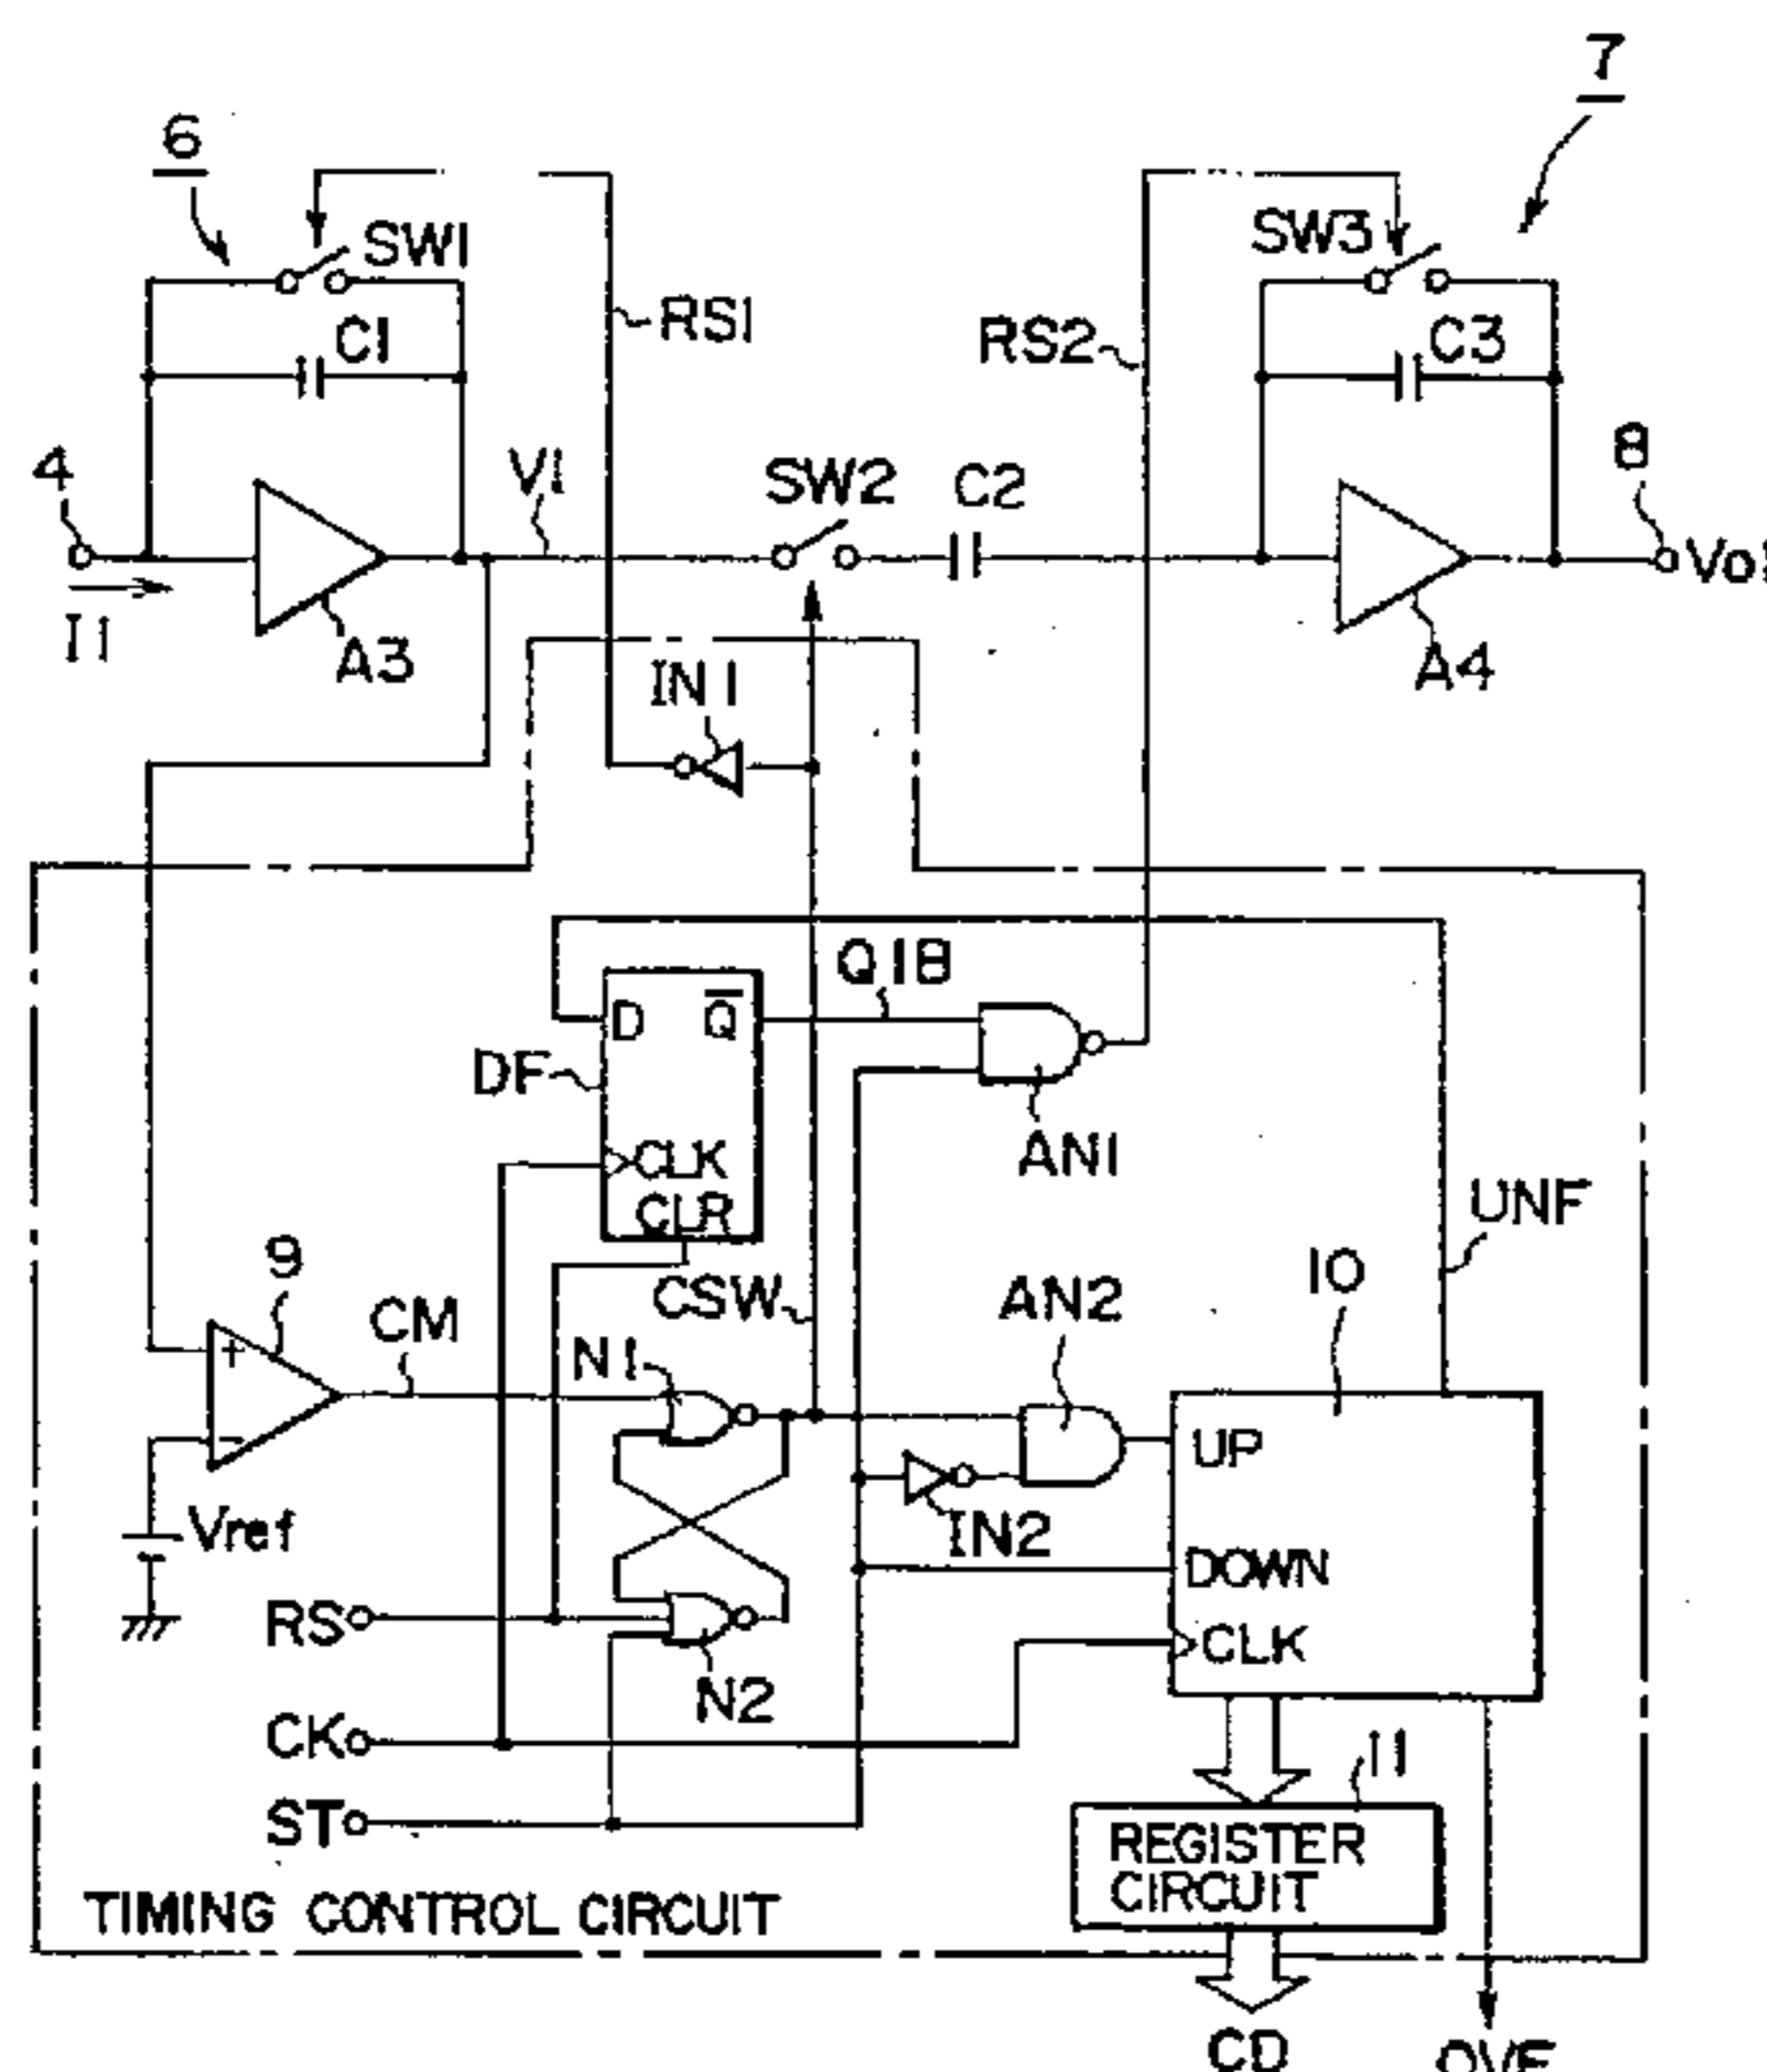 7
6
SW1
SW3
C1
RS1
RS2
C3
4
V1
SW2
C2
8
I1
A3
A4
IN1
D
Q
Q18
DF
CLK
CLR
AN1
UNF
9
CM
CSW
AN2
10
N1
+
-
UP
Vref
IN2
DOWN
RS
CLK
N2
CK
ST
11
REGISTER
CIRCUIT
TIMING CONTROL CIRCUIT
CD